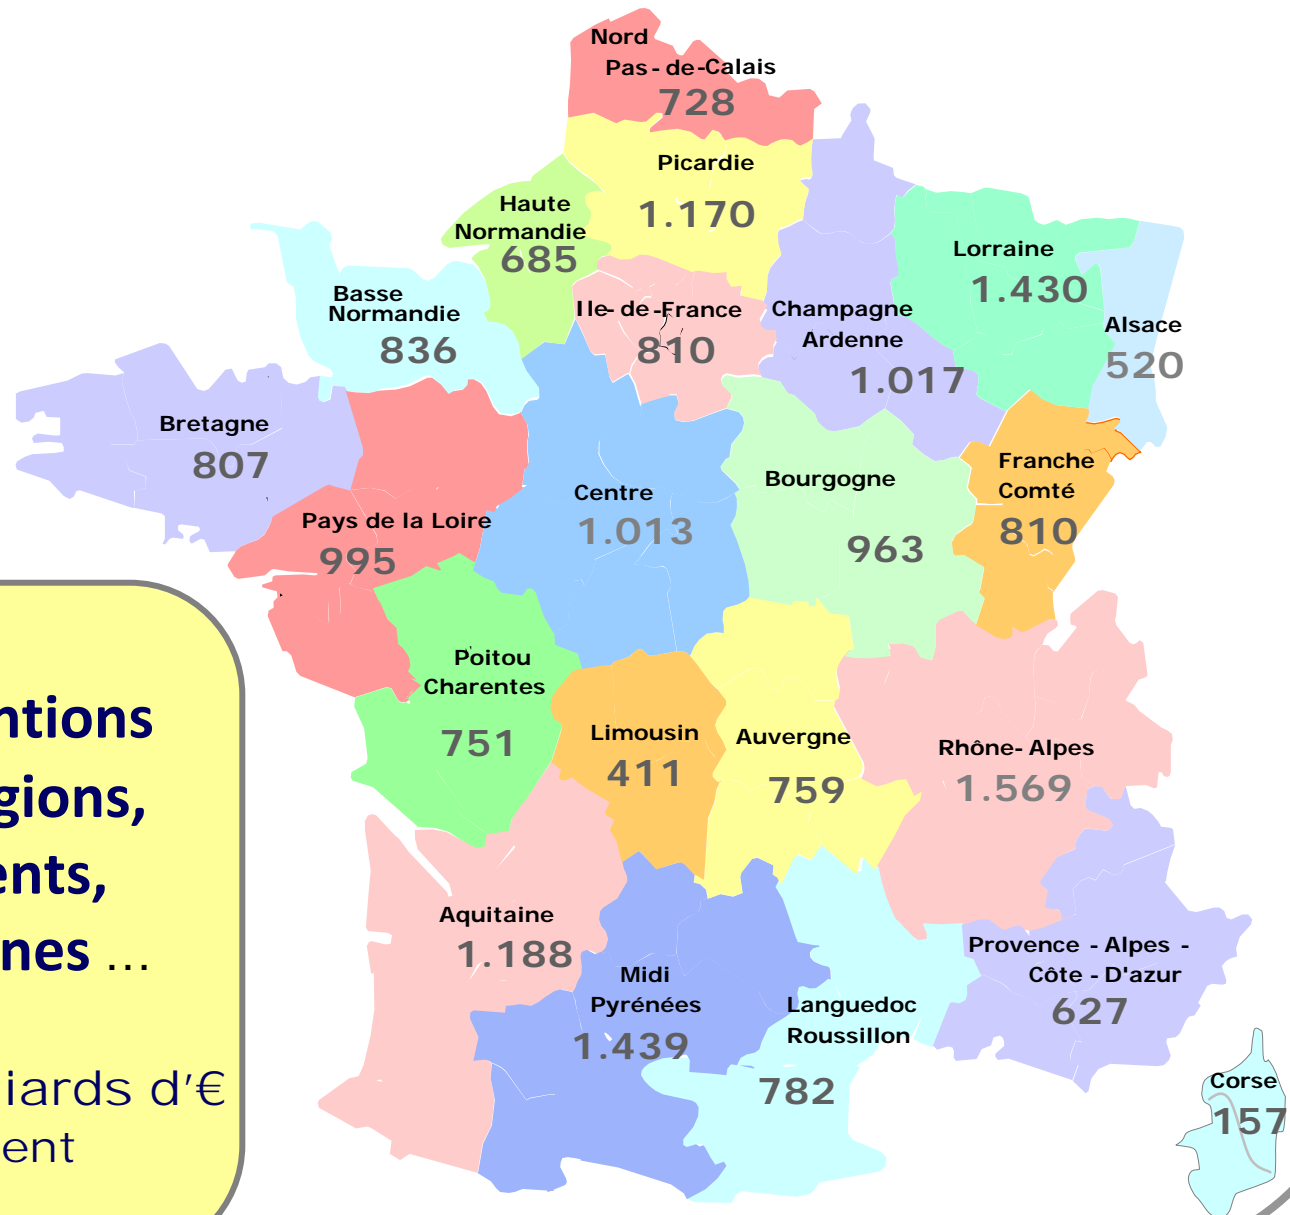 Nord
Pas - de-Calais
728
Picardie
1.170
Haute
Normandie
685
Basse
Normandie
836
Ile- de -France
810
Champagne
Ardenne
1.017
Lorraine
1.430
Alsace
520
Bretagne
807
Pays de la Loire
995
Centre
1.013
Bourgogne
963
Franche
Comté
810
Poitou
Charentes
751
Limousin
411
Auvergne
759
Rhône- Alpes
1.569
Aquitaine
1.188
Midi
Pyrénées
1.439
Languedoc
Roussillon
782
Provence - Alpes -
Côte - D'azur
627
Corse
157
ntions
gions,
ents,
nes ...
iards d'€
ent